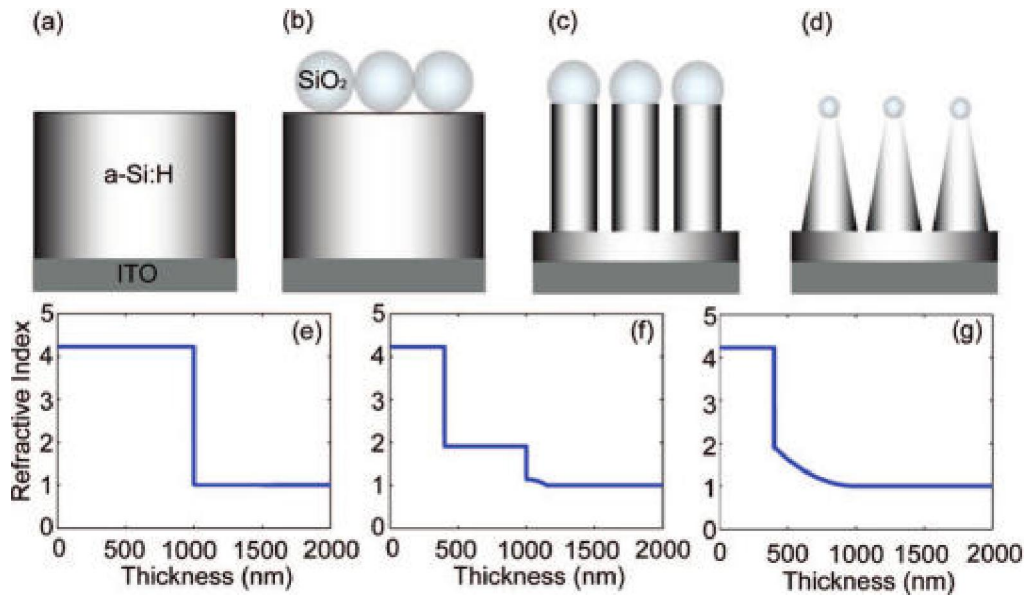 (a)
(b)
(c)
(d)
SiO₂
a-Si:H
ITO
Refractive Index
5
4
3
2
1
0
(e)
0 500 1000 1500 2000
Thickness (nm)
5
4
3
2
1
0
(f)
0 500 1000 1500 2000
Thickness (nm)
5
4
3
2
1
0
(g)
0 500 1000 1500 2000
Thickness (nm)